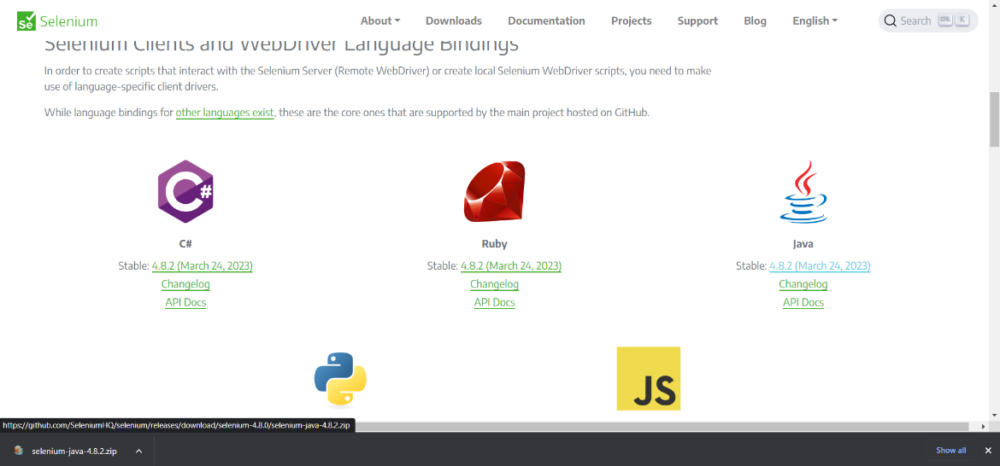 Se Selenium About Downloads Documentation Projects Support Blog English Search CTRL K
Selenium Clients and WebDriver Language Bindings
In order to create scripts that interact with the Selenium Server (Remote WebDriver) or create local Selenium WebDriver scripts, you need to make
use of language-specific client drivers.
While language bindings for other languages exist, these are the core ones that are supported by the main project hosted on GitHub.
C#
C#
Stable: 4.8.2 (March 24, 2023)
Changelog
API Docs
Ruby
Stable: 4.8.2 (March 24, 2023)
Changelog
API Docs
Java
Stable: 4.8.2 (March 24, 2023)
Changelog
API Docs
JS
https://github.com/SeleniumHQ/selenium/releases/download/selenium-4.8.0/selenium-java-4.8.2.zip
selenium-java-4.8.2.zip
Show all